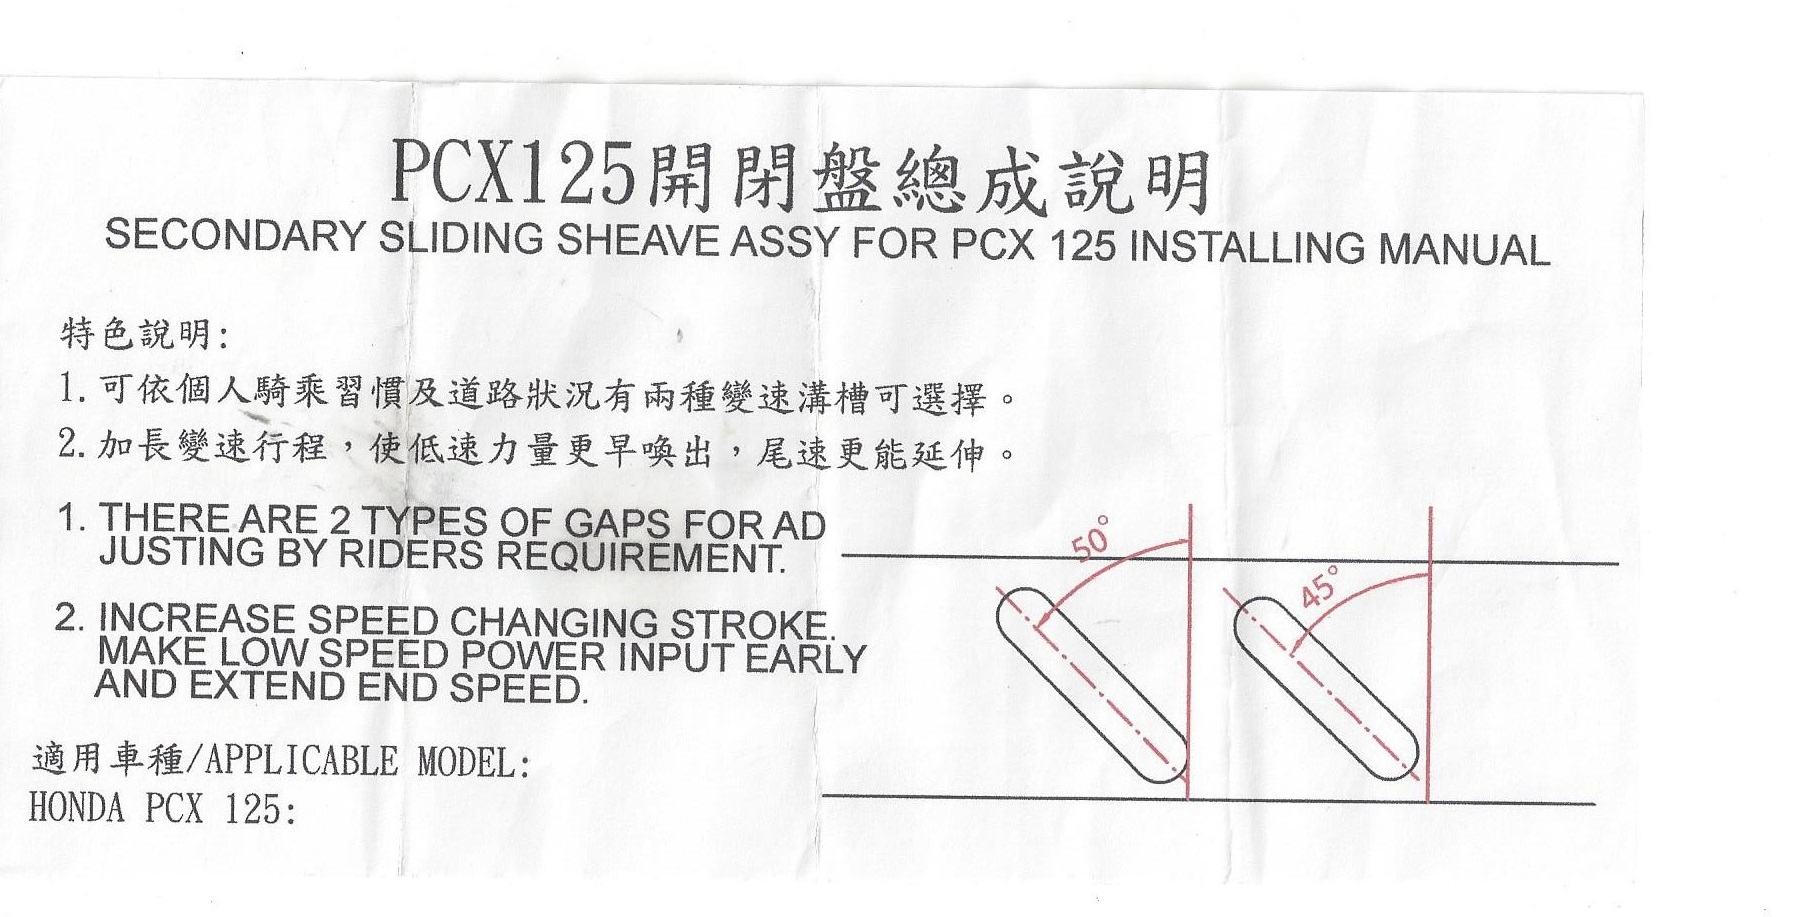 PCX125開閉盤總成說明
SECONDARY SLIDING SHEAVE ASSY FOR PCX 125 INSTALLING MANUAL
特色說明:
1.可依個人騎乘習慣及道路狀況有兩種變速溝槽可選擇。
2.加長變速行程，使低速力量更早喚出，尾速更能延伸。
1. THERE ARE 2 TYPES OF GAPS FOR AD
JUSTING BY RIDERS REQUIREMENT.
2. INCREASE SPEED CHANGING STROKE.
MAKE LOW SPEED POWER INPUT EARLY
AND EXTEND END SPEED.
50°
45°
適用車種/APPLICABLE MODEL:
HONDA PCX 125: